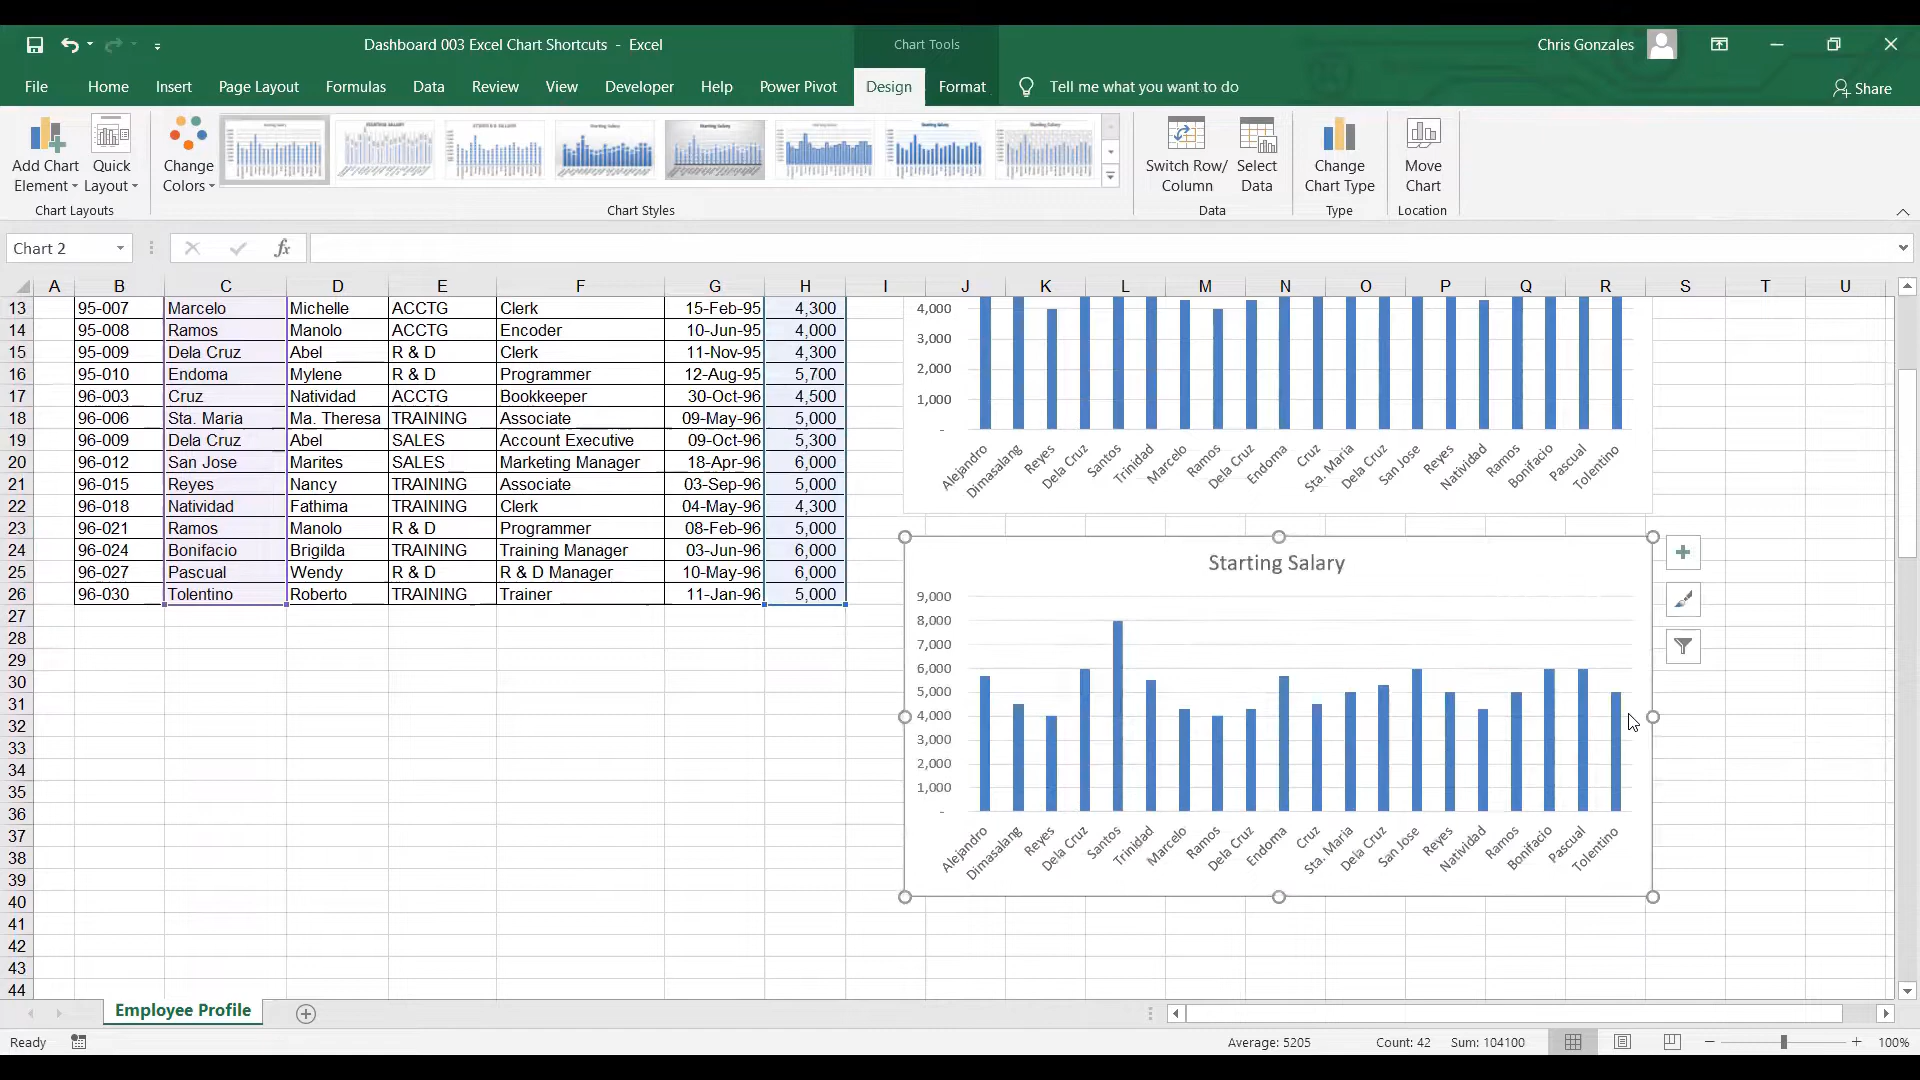 Dashboard 003 Excel Chart Shortcuts - Excel
Chart Tools
Chris Gonzales
File Home Insert Page Layout Formulas Data Review View Developer Help Power Pivot Design Format Tell me what you want to do Share
Add Chart Element
Quick Layout
Change Colors
Switch Row/ Column
Select Data
Change Chart Type
Move Chart
Chart Layouts Chart Styles Data Type Location
Chart 2
fx
A B C D E F G H I J K L M N O P Q R S T U
13 95-007 Marcelo Michelle ACCTG Clerk 15-Feb-95 4,300
14 95-008 Ramos Manolo ACCTG Encoder 10-Jun-95 4,000
15 95-009 Dela Cruz Abel R & D Clerk 11-Nov-95 4,300
16 95-010 Endoma Mylene R & D Programmer 12-Aug-95 5,700
17 96-003 Cruz Natividad ACCTG Bookkeeper 30-Oct-96 4,500
18 96-006 Sta. Maria Ma. Theresa TRAINING Associate 09-May-96 5,000
19 96-009 Dela Cruz Abel SALES Account Executive 09-Oct-96 5,300
20 96-012 San Jose Marites SALES Marketing Manager 18-Apr-96 6,000
21 96-015 Reyes Nancy TRAINING Associate 03-Sep-96 5,000
22 96-018 Natividad Fathima TRAINING Clerk 04-May-96 4,300
23 96-021 Ramos Manolo R & D Programmer 08-Feb-96 5,000
24 96-024 Bonifacio Brigilda TRAINING Training Manager 03-Jun-96 6,000
25 96-027 Pascual Wendy R & D R & D Manager 10-May-96 6,000
26 96-030 Tolentino Roberto TRAINING Trainer 11-Jan-96 5,000
27
28
29
30
31
32
33
34
35
36
37
38
39
40
41
42
43
44
4,000
3,000
2,000
1,000
-
Alejandro Dimasalang Reyes Dela Cruz Santos Trinidad Marcelo Ramos Dela Cruz Endoma Cruz Sta. Maria Dela Cruz San Jose Reyes Natividad Ramos Bonifacio Pascual Tolentino
Starting Salary
9,000
8,000
7,000
6,000
5,000
4,000
3,000
2,000
1,000
-
Alejandro Dimasalang Reyes Dela Cruz Santos Trinidad Marcelo Ramos Dela Cruz Endoma Cruz Sta. Maria Dela Cruz San Jose Reyes Natividad Ramos Bonifacio Pascual Tolentino
Employee Profile
Ready Average: 5205 Count: 42 Sum: 104100 100%